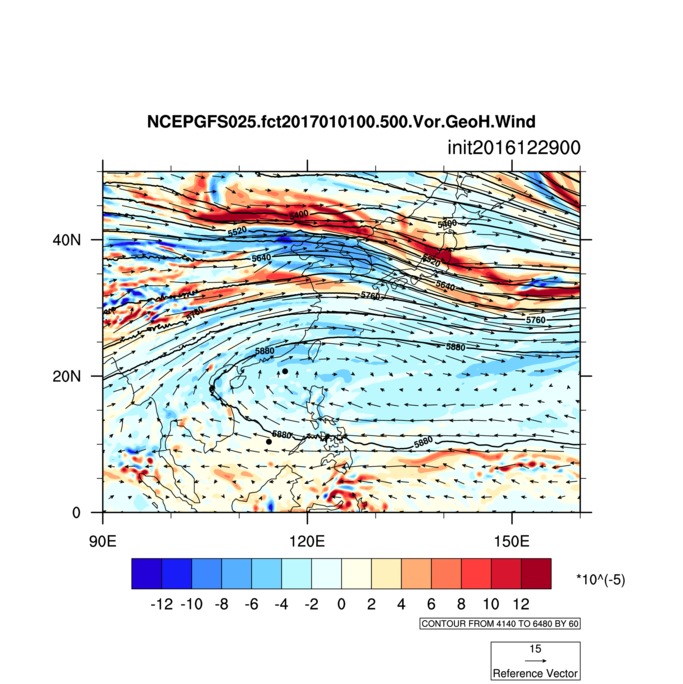 NCEPGFS025.fct2017010100.500.Vor.GeoH.Wind
init2016122900
5400
5400
5520
5520
40N
5640
5640
5760
5760
5760
5880
5880
20N
5880
5880
0
90E 120E 150E
-12 -10 -8 -6 -4 -2 0 2 4 6 8 10 12
*10^(-5)
CONTOUR FROM 4140 TO 6480 BY 60
15
Reference Vector